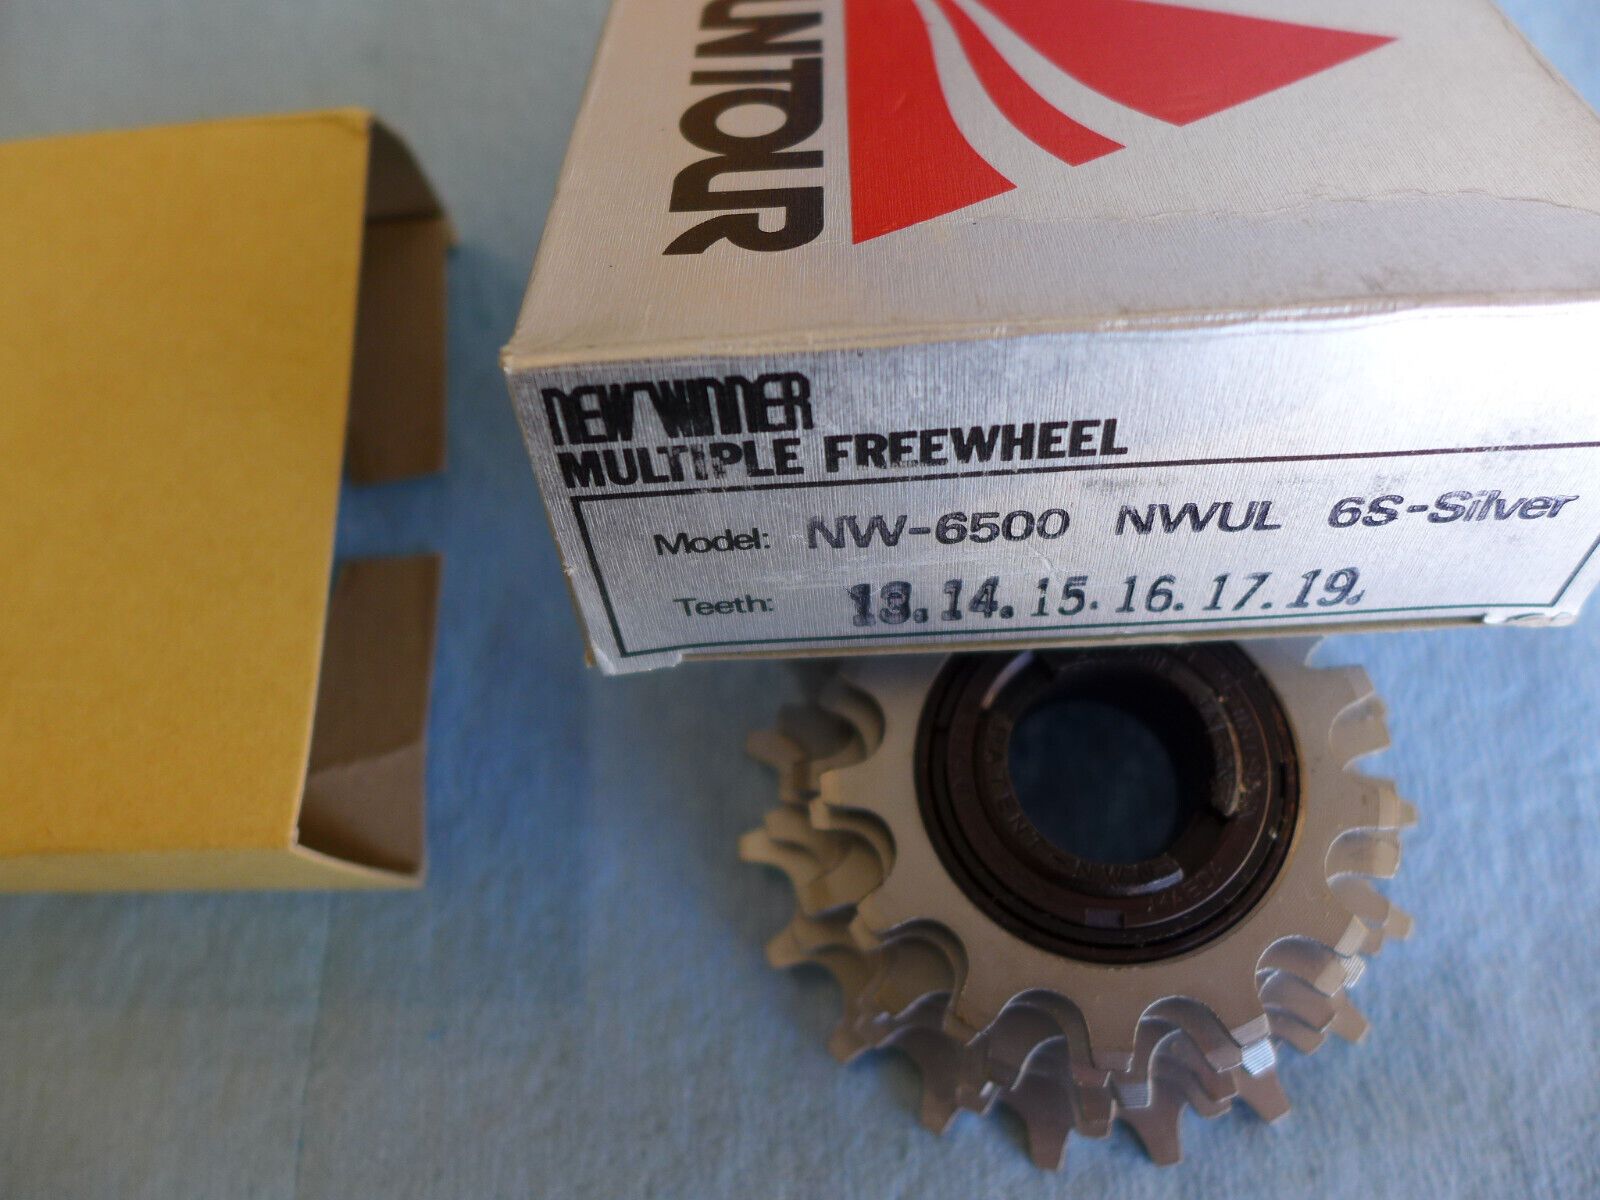 UNTOUR
NEW WINNER
MULTIPLE FREEWHEEL
Model: NW-6500 NWUL 6S-Silver
Teeth: 13.14.15.16.17.19.